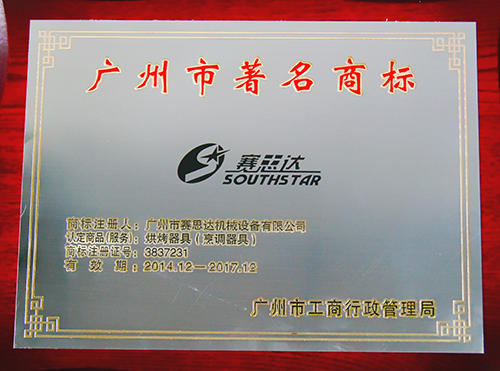 广州市著名商标
赛思达
SOUTHSTAR
商标注册人：广州市赛思达机械设备有限公司
认定商品(服务)：烘烤器具（烹调器具）
商标注册证号：3837231
有效期：2014.12—2017.12
广州市工商行政管理局